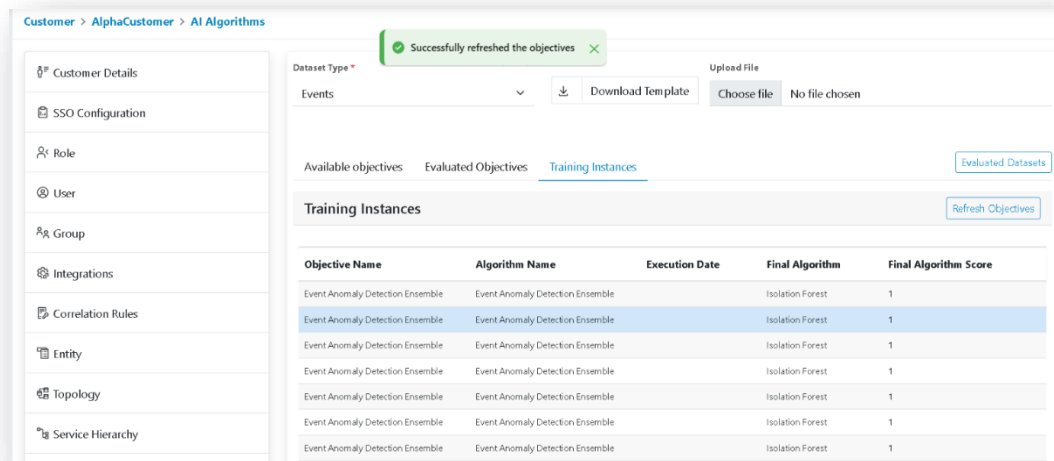 Customer > AlphaCustomer > AI Algorithms
Successfully refreshed the objectives
Customer Details
SSO Configuration
Role
User
Group
Integrations
Correlation Rules
Entity
Topology
Service Hierarchy
Dataset Type *
Events
Download Template
Upload File
Choose file No file chosen
Available objectives Evaluated Objectives Training Instances
Evaluated Datasets
Training Instances
Refresh Objectives
Objective Name Algorithm Name Execution Date Final Algorithm Final Algorithm Score
Event Anomaly Detection Ensemble Event Anomaly Detection Ensemble Isolation Forest 1
Event Anomaly Detection Ensemble Event Anomaly Detection Ensemble Isolation Forest 1
Event Anomaly Detection Ensemble Event Anomaly Detection Ensemble Isolation Forest 1
Event Anomaly Detection Ensemble Event Anomaly Detection Ensemble Isolation Forest 1
Event Anomaly Detection Ensemble Event Anomaly Detection Ensemble Isolation Forest 1
Event Anomaly Detection Ensemble Event Anomaly Detection Ensemble Isolation Forest 1
Event Anomaly Detection Ensemble Event Anomaly Detection Ensemble Isolation Forest 1